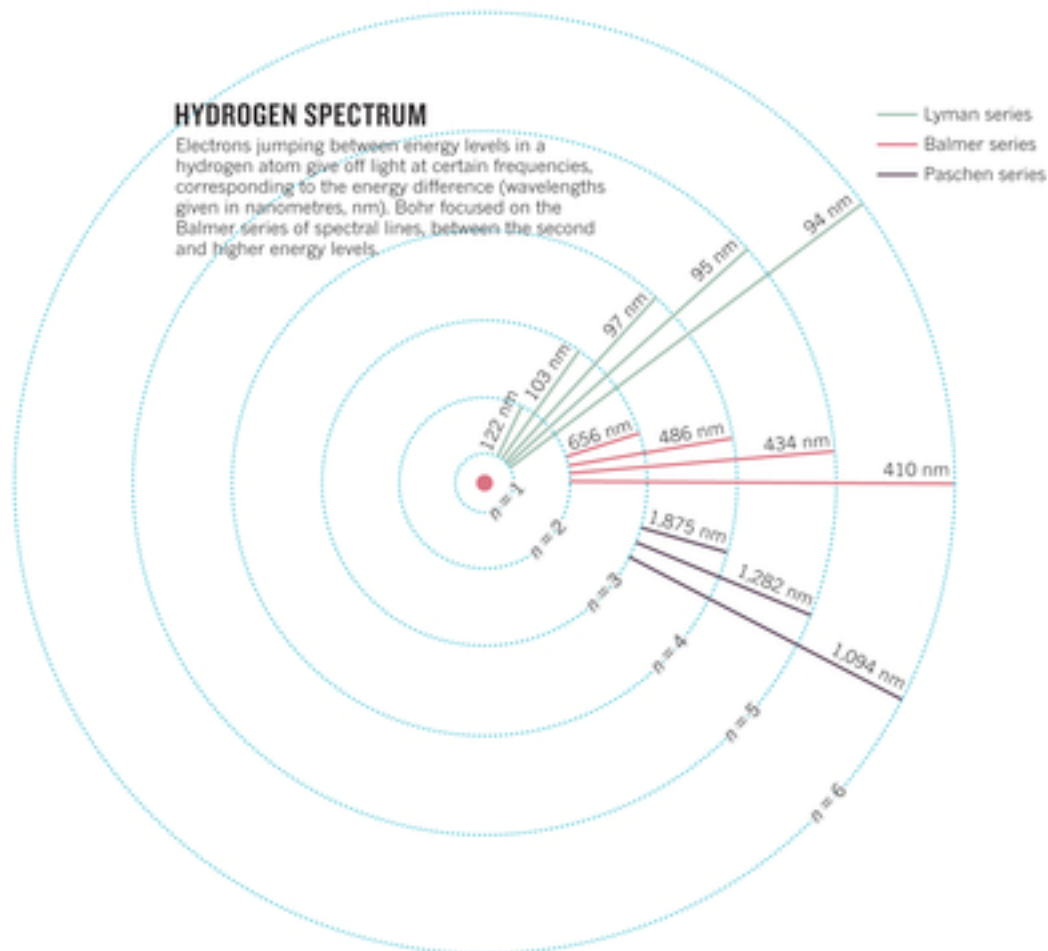 HYDROGEN SPECTRUM
Electrons jumping between energy levels in a
hydrogen atom give off light at certain frequencies,
corresponding to the energy difference (wavelengths
given in nanometres, nm). Bohr focused on the
Balmer series of spectral lines, between the second
and higher energy levels.
Lyman series
Balmer series
Paschen series
94 nm
95 nm
97 nm
103 nm
122 nm
656 nm
486 nm
434 nm
410 nm
1,875 nm
1,282 nm
1,094 nm
n = 1
n = 2
n = 3
n = 4
n = 5
n = 6